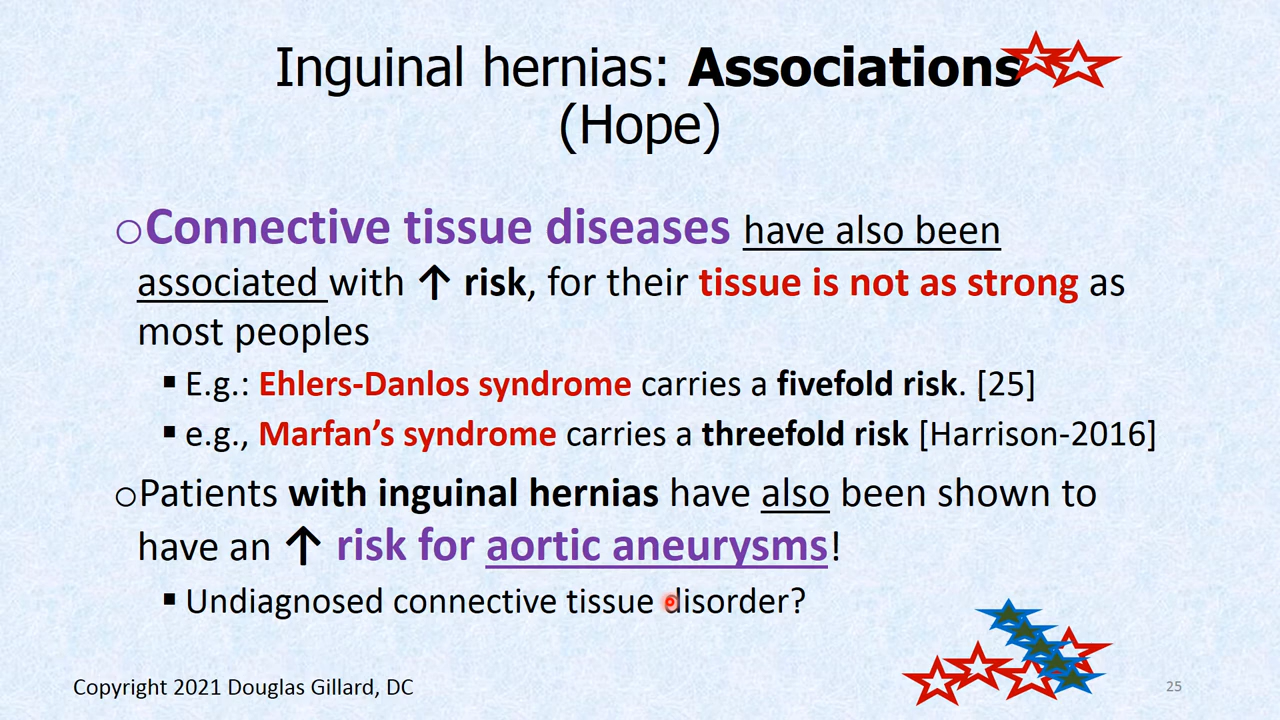 Inguinal hernias: Associations
(Hope)
○Connective tissue diseases have also been
associated with ↑ risk, for their tissue is not as strong as
most peoples
▪ E.g.: Ehlers-Danlos syndrome carries a fivefold risk. [25]
▪ e.g., Marfan’s syndrome carries a threefold risk [Harrison-2016]
○Patients with inguinal hernias have also been shown to
have an ↑ risk for aortic aneurysms!
▪ Undiagnosed connective tissue disorder?
Copyright 2021 Douglas Gillard, DC
25